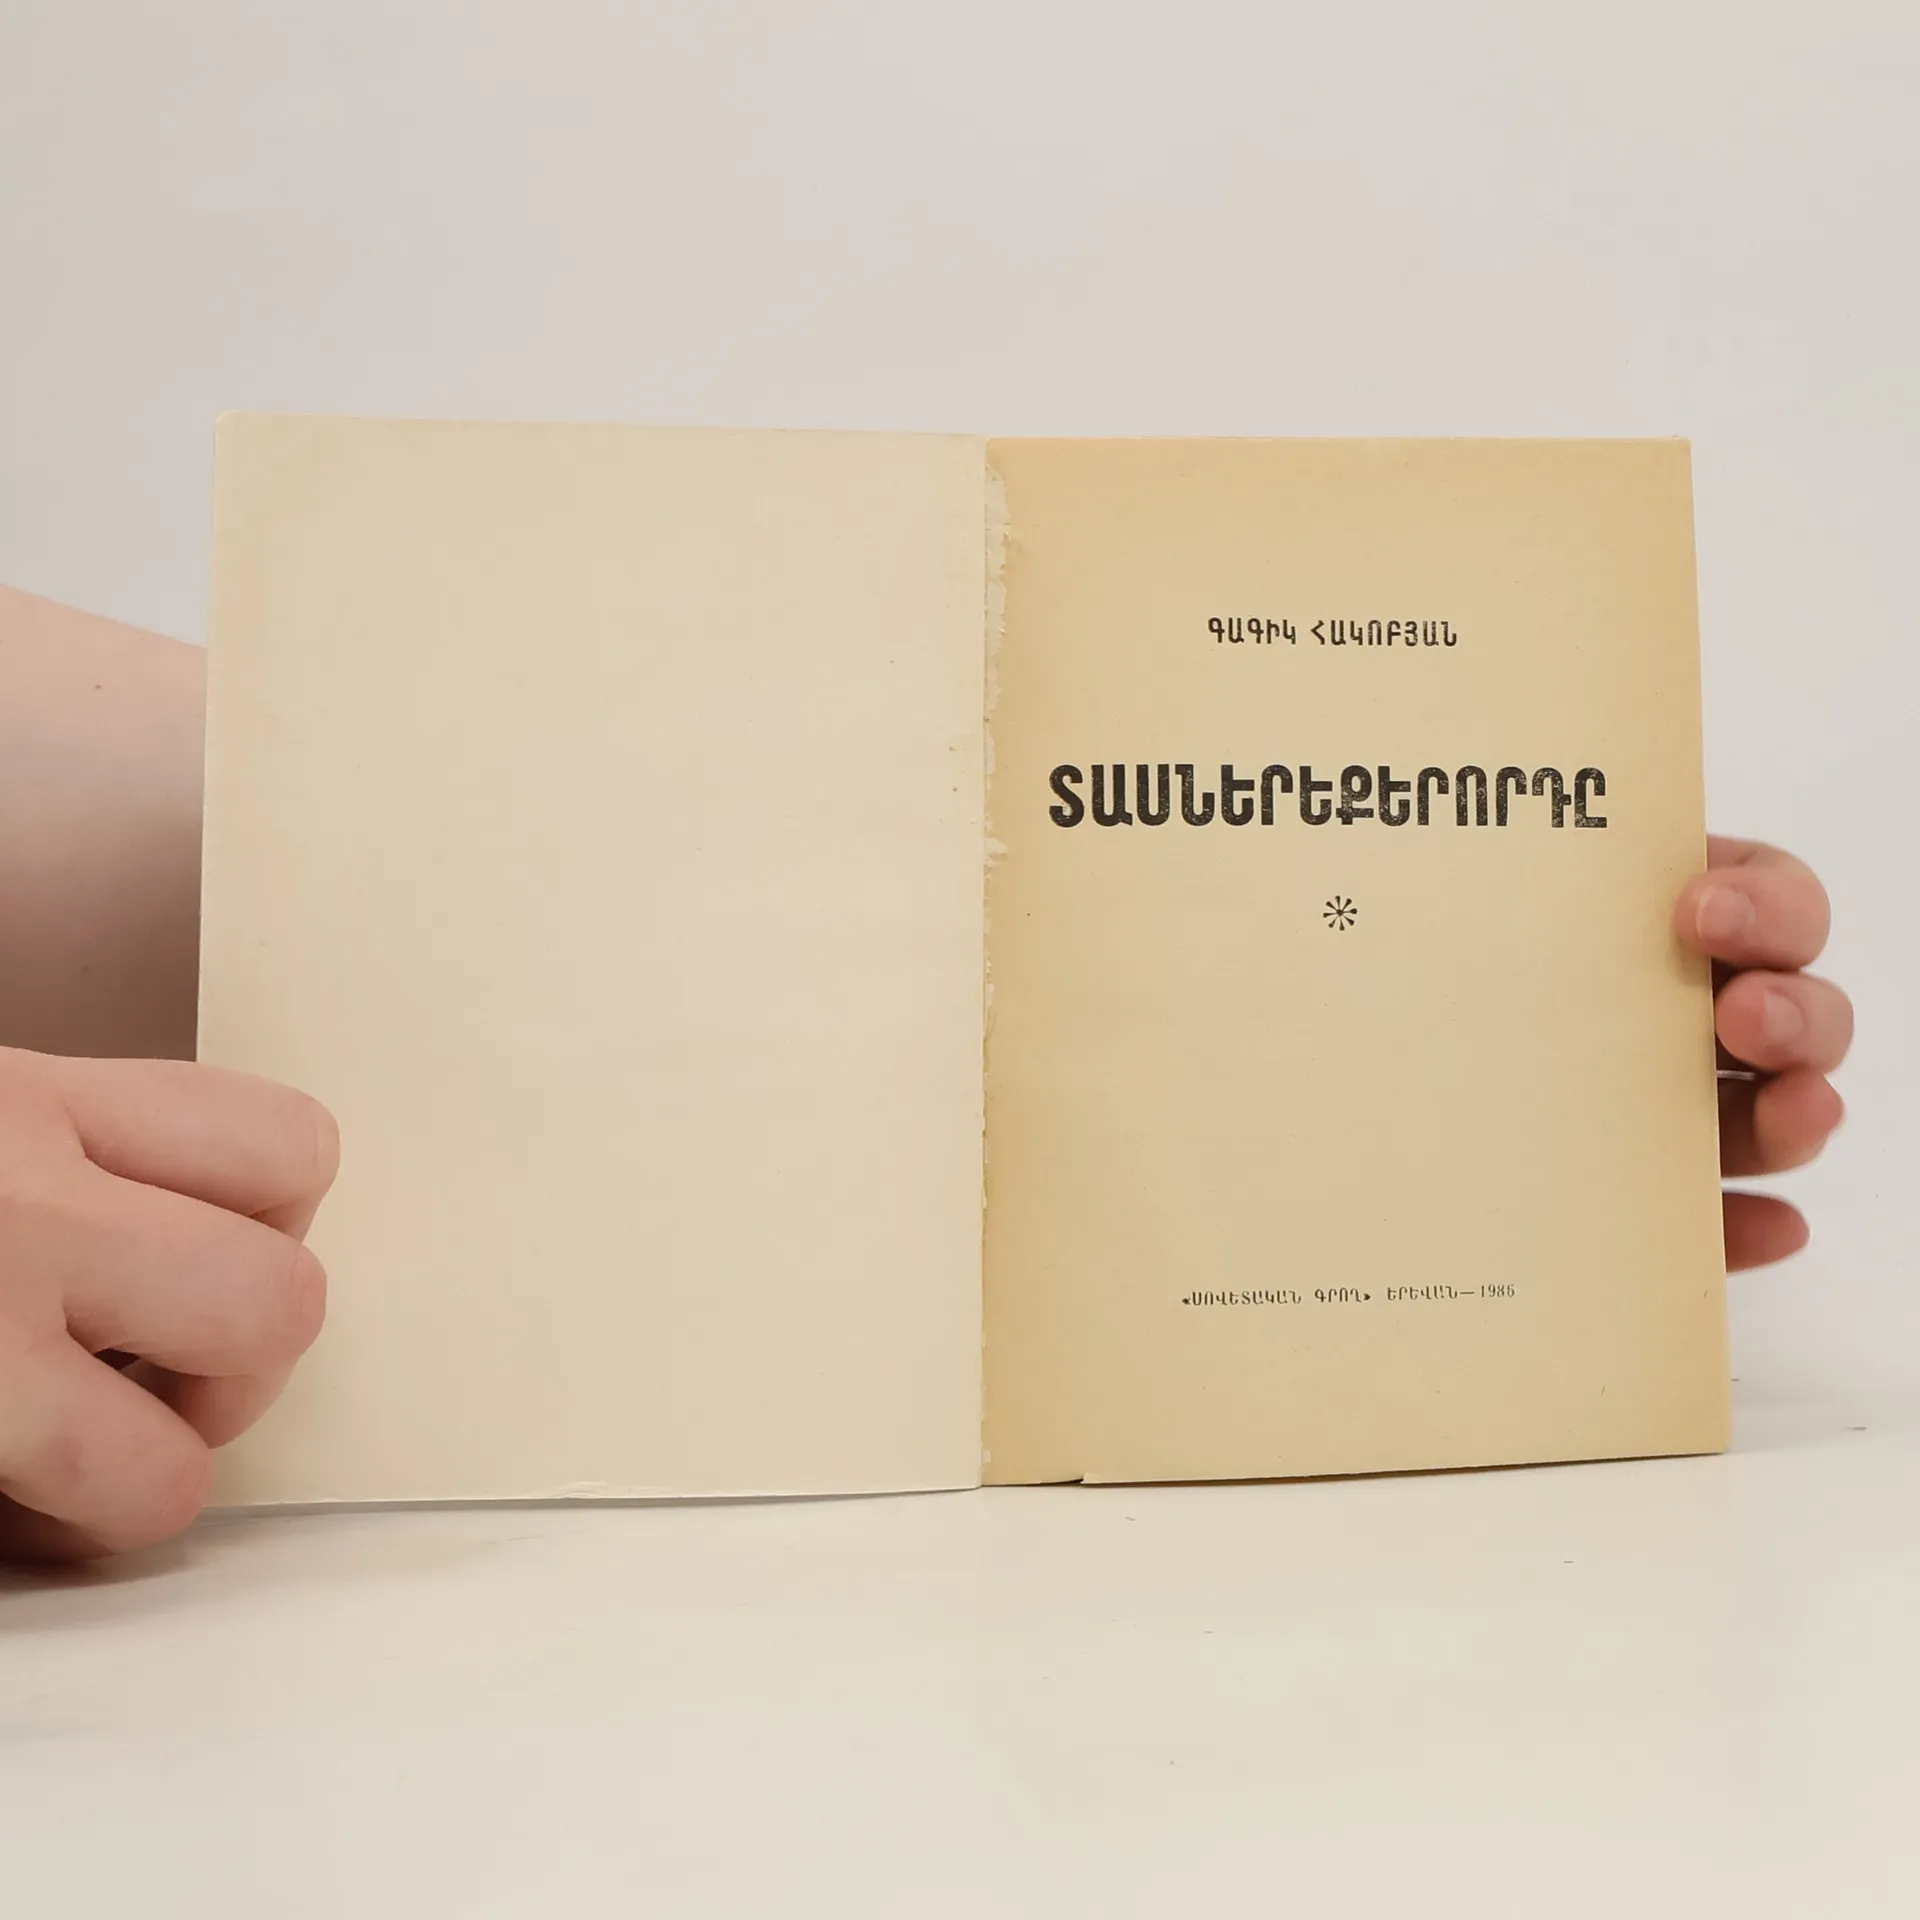 ԳԱԳԻԿ ՀԱԿՈԲՅԱՆ
ՏԱՍՆԵՐԵՔԵՐՈՐԴԸ
«ՍՈՎԵՏԱԿԱՆ ԳՐՈՂ» ԵՐԵՎԱՆ—1986